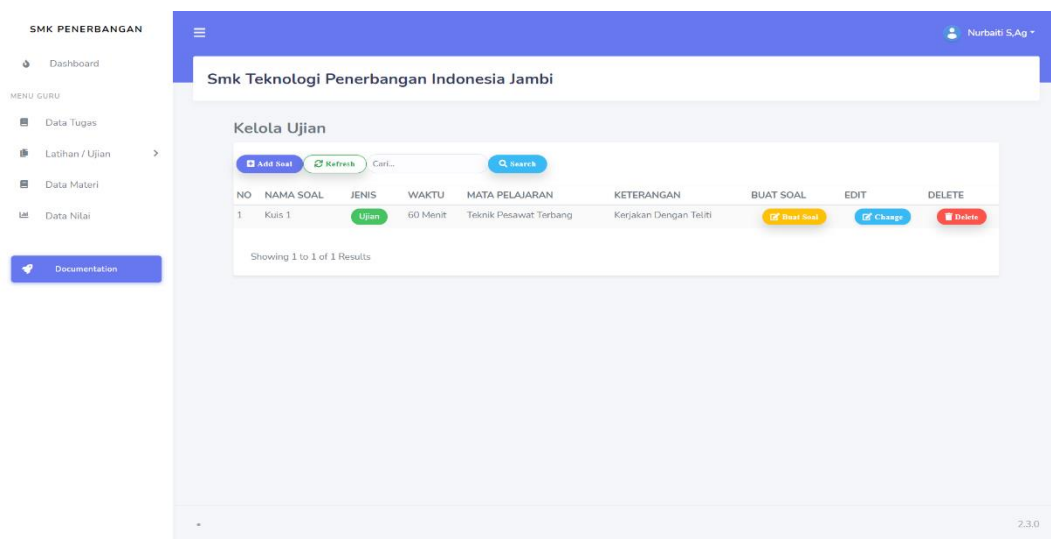 SMK PENERBANGAN
Nurbaiti S,Ag
Dashboard
Smk Teknologi Penerbangan Indonesia Jambi
MENU GURU
Data Tugas
Latihan / Ujian
Data Materi
Data Nilai
Documentation
Kelola Ujian
Add Soal Refresh Cari... Search
NO NAMA SOAL JENIS WAKTU MATA PELAJARAN KETERANGAN BUAT SOAL EDIT DELETE
1 Kuis 1 Ujian 60 Menit Teknik Pesawat Terbang Kerjakan Dengan Teliti Buat Soal Change Delete
Showing 1 to 1 of 1 Results
2.3.0